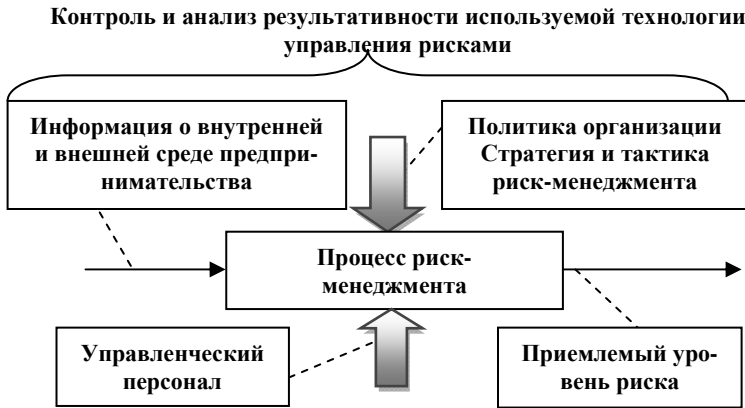 Контроль и анализ результативности используемой технологии
управления рисками
Информация о внутренней
и внешней среде предпри-
нимательства
Политика организации
Стратегия и тактика
риск-менеджмента
Процесс риск-
менеджмента
Управленческий
персонал
Приемлемый уро-
вень риска